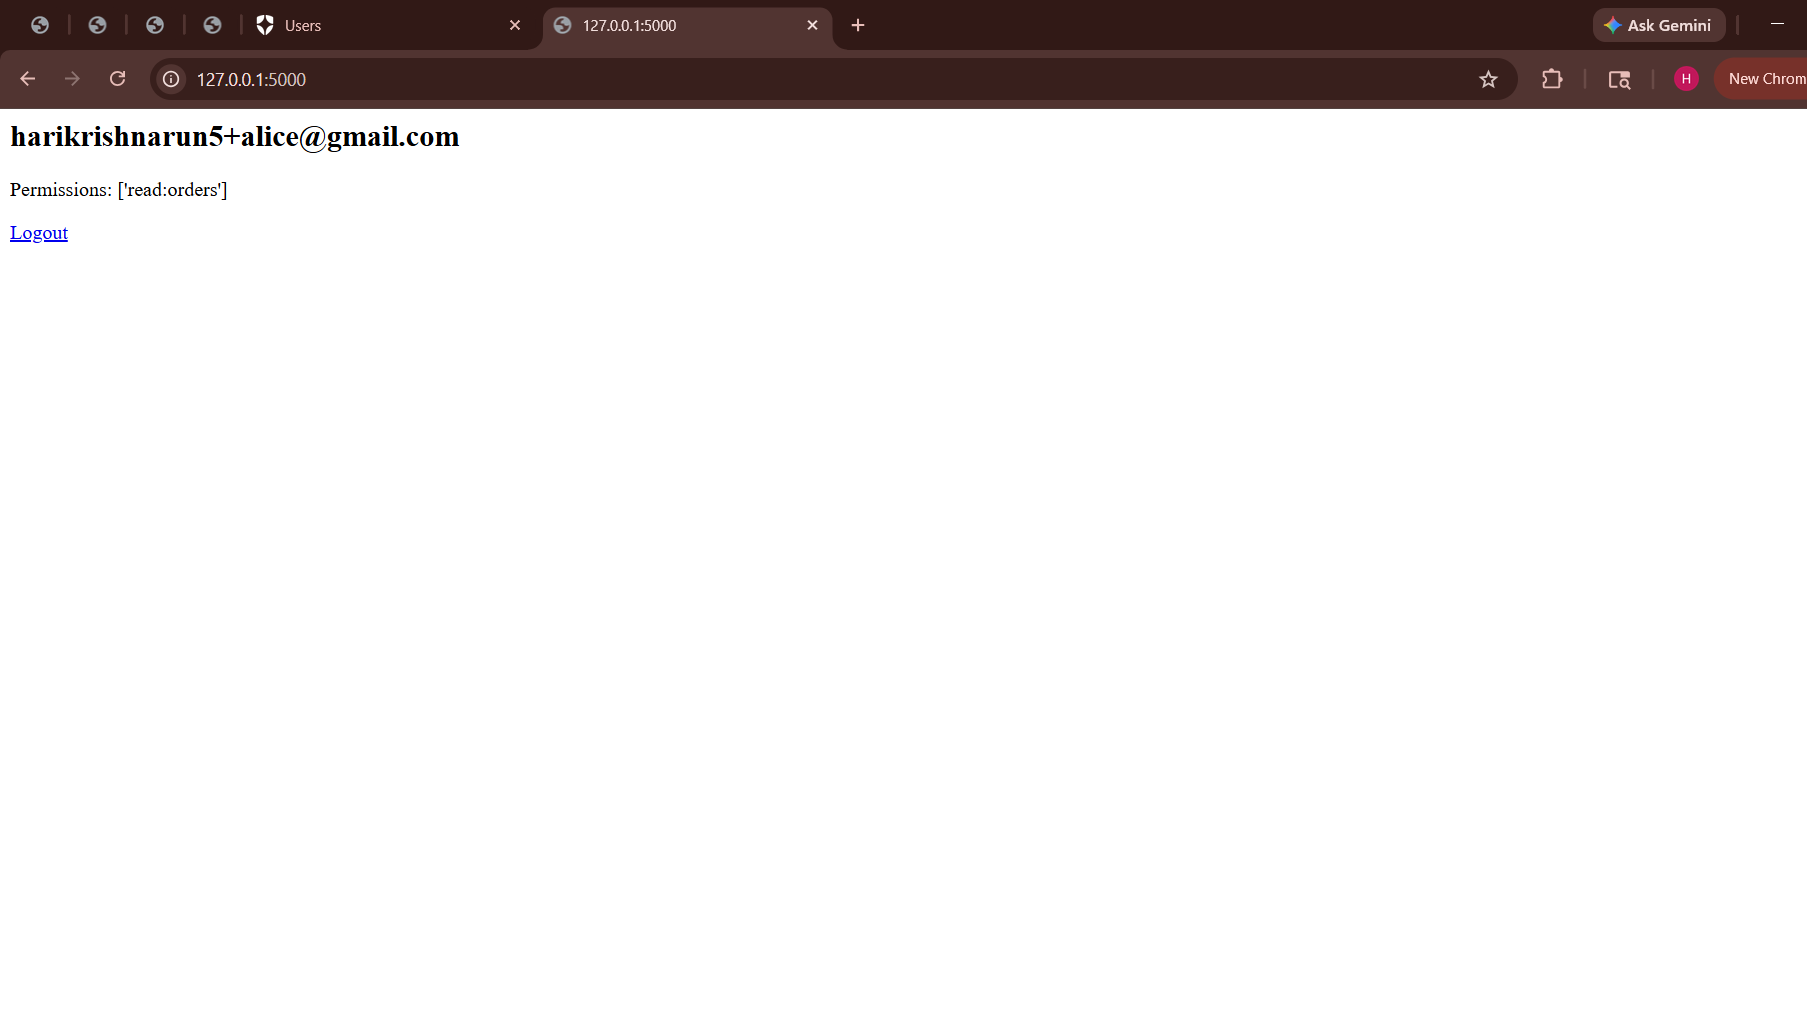 Users
127.0.0.1:5000
Ask Gemini
127.0.0.1:5000
H
New Chrom
harikrishnarun5+alice@gmail.com
Permissions: ['read:orders']
Logout